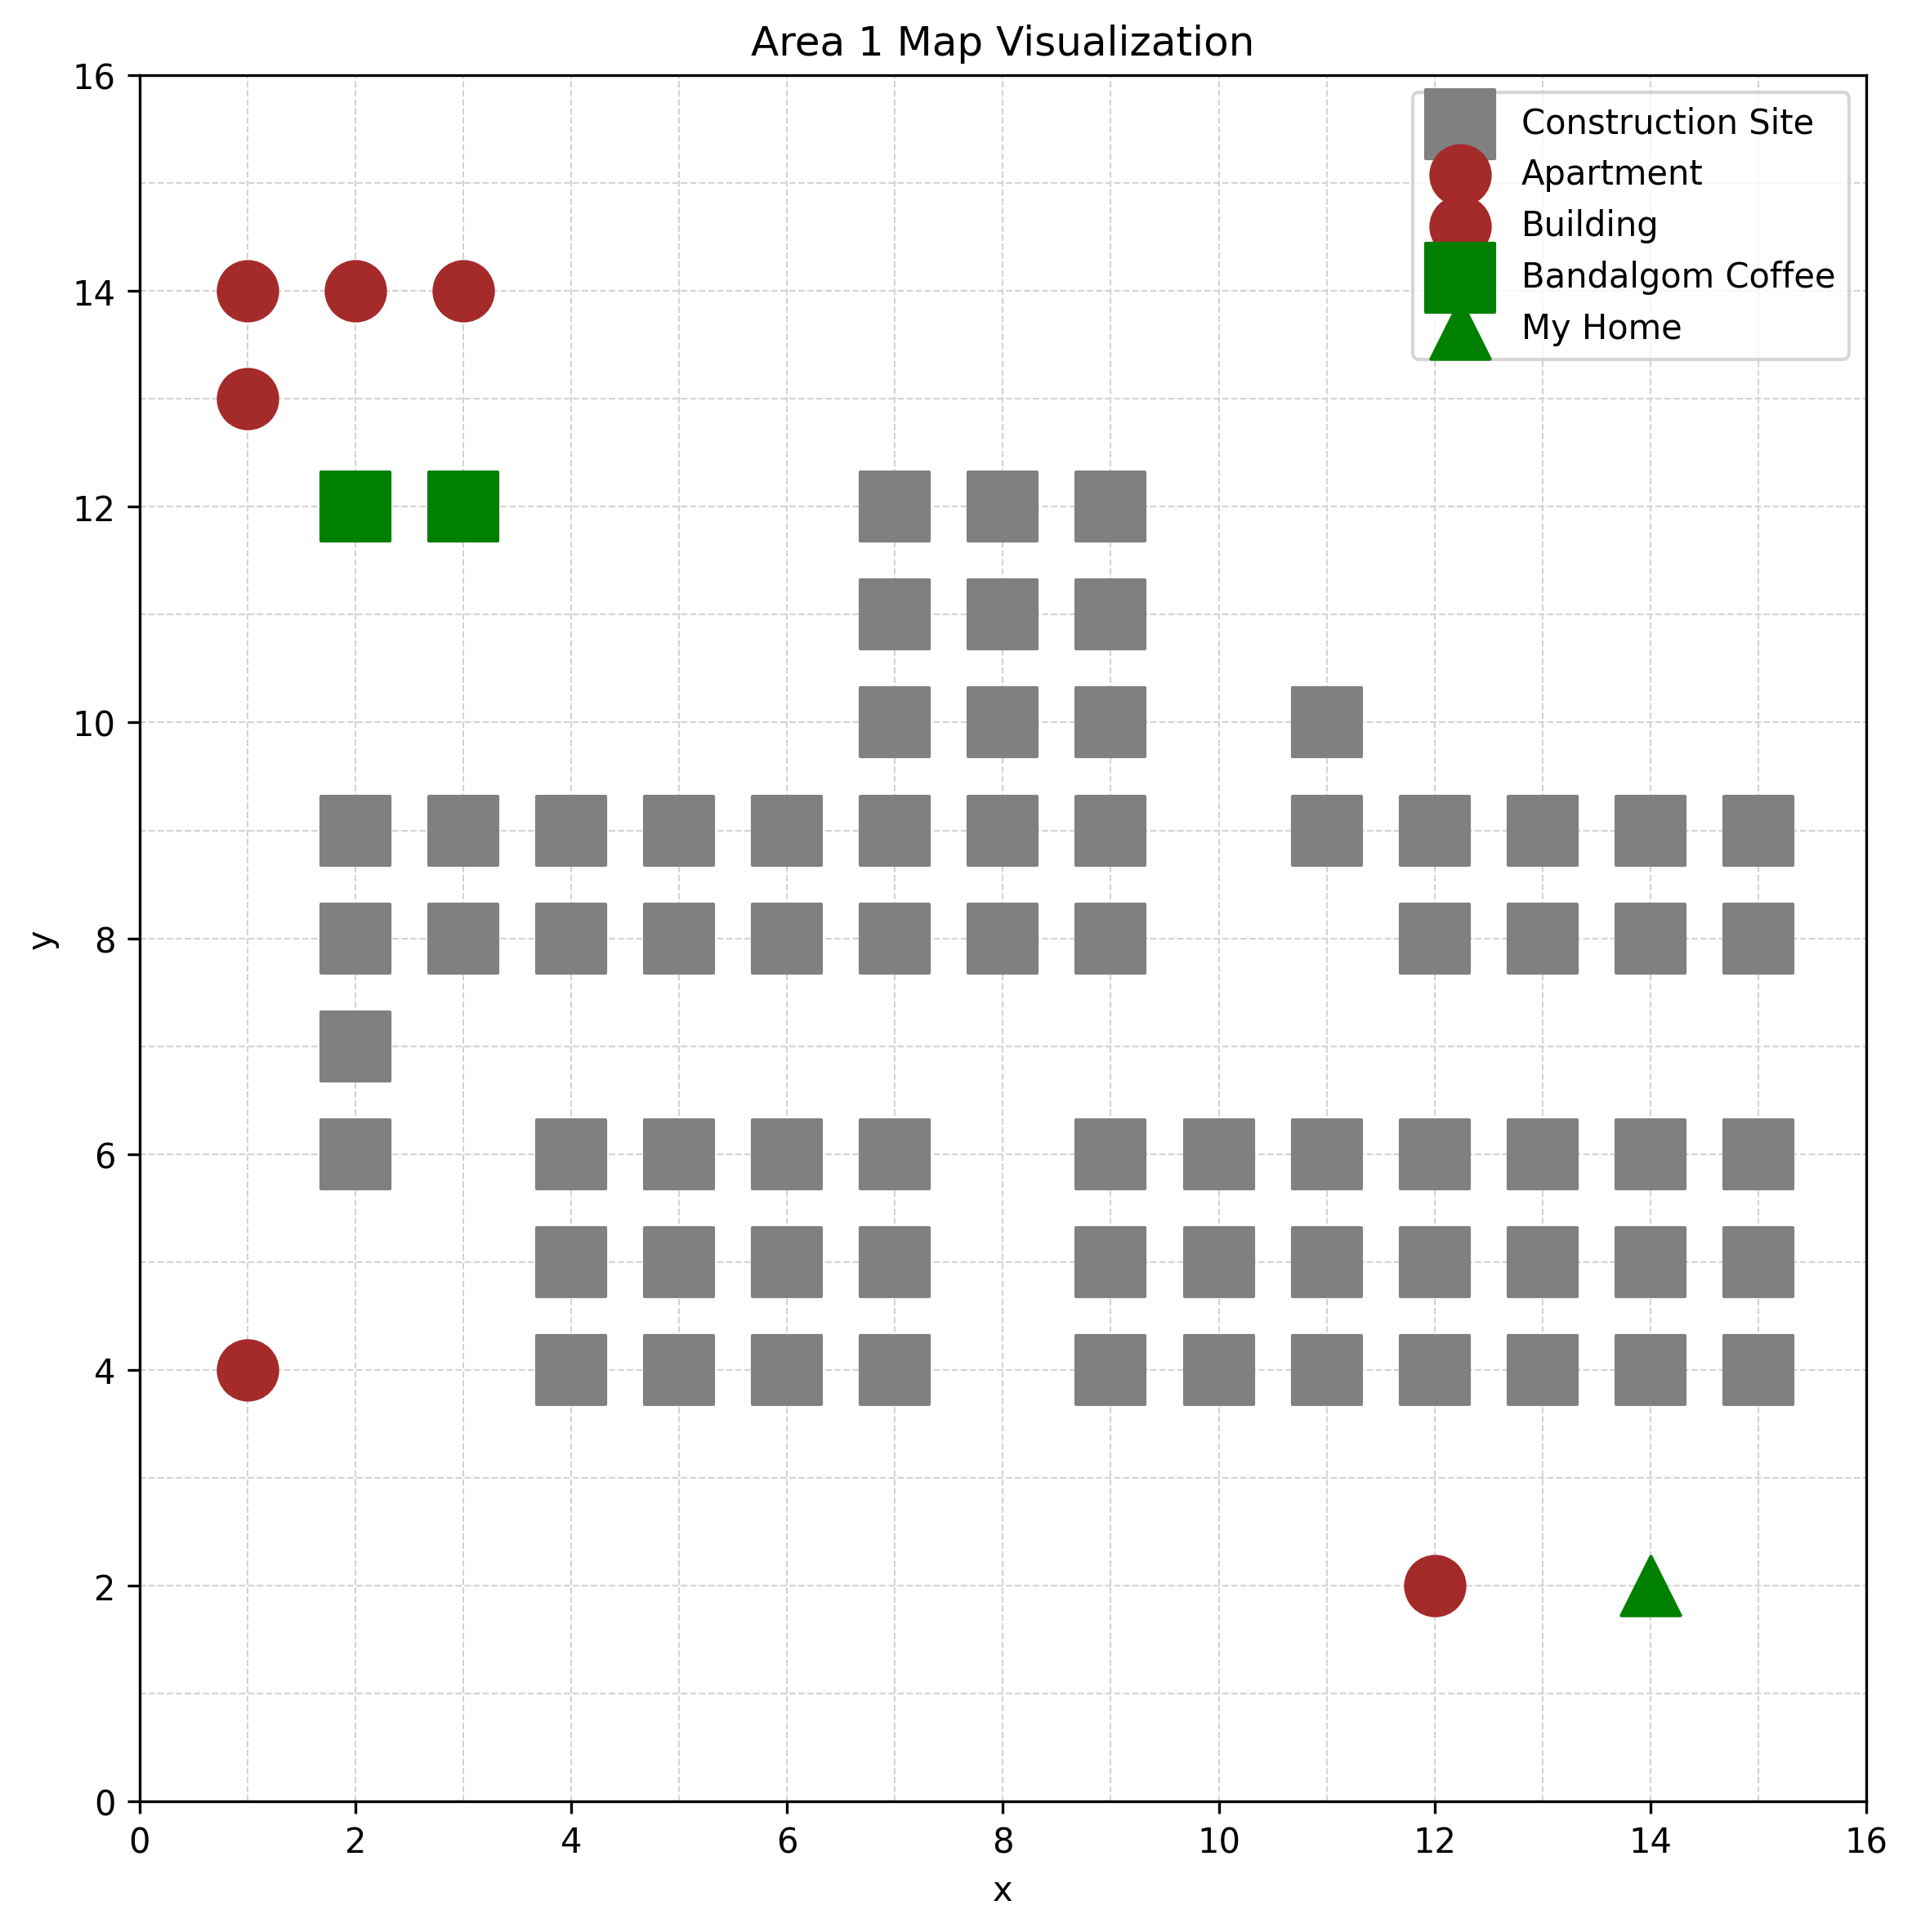 Area 1 Map Visualization
16
14
12
10
8
6
4
2
0
y
Construction Site
Apartment
Building
Bandalgom Coffee
My Home
0 2 4 6 8 10 12 14 16
x